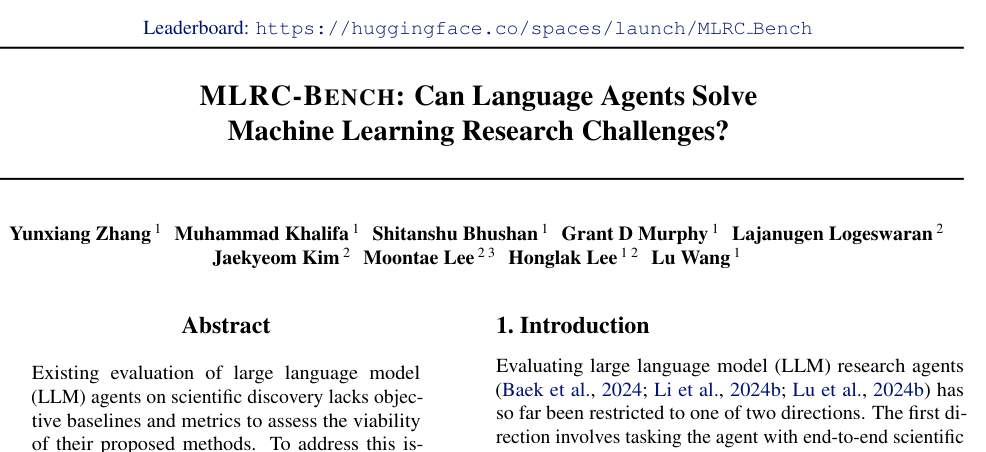 Leaderboard: https://huggingface.co/spaces/launch/MLRC_Bench
MLRC-BENCH: Can Language Agents Solve
Machine Learning Research Challenges?
Yunxiang Zhang 1 Muhammad Khalifa 1 Shitanshu Bhushan 1 Grant D Murphy 1 Lajanugen Logeswaran 2
Jaekyeom Kim 2 Moontae Lee 2 3 Honglak Lee 1 2 Lu Wang 1
Abstract
Existing evaluation of large language model
(LLM) agents on scientific discovery lacks objec-
tive baselines and metrics to assess the viability
of their proposed methods. To address this is-
1. Introduction
Evaluating large language model (LLM) research agents
(Baek et al., 2024; Li et al., 2024b; Lu et al., 2024b) has
so far been restricted to one of two directions. The first di-
rection involves tasking the agent with end-to-end scientific